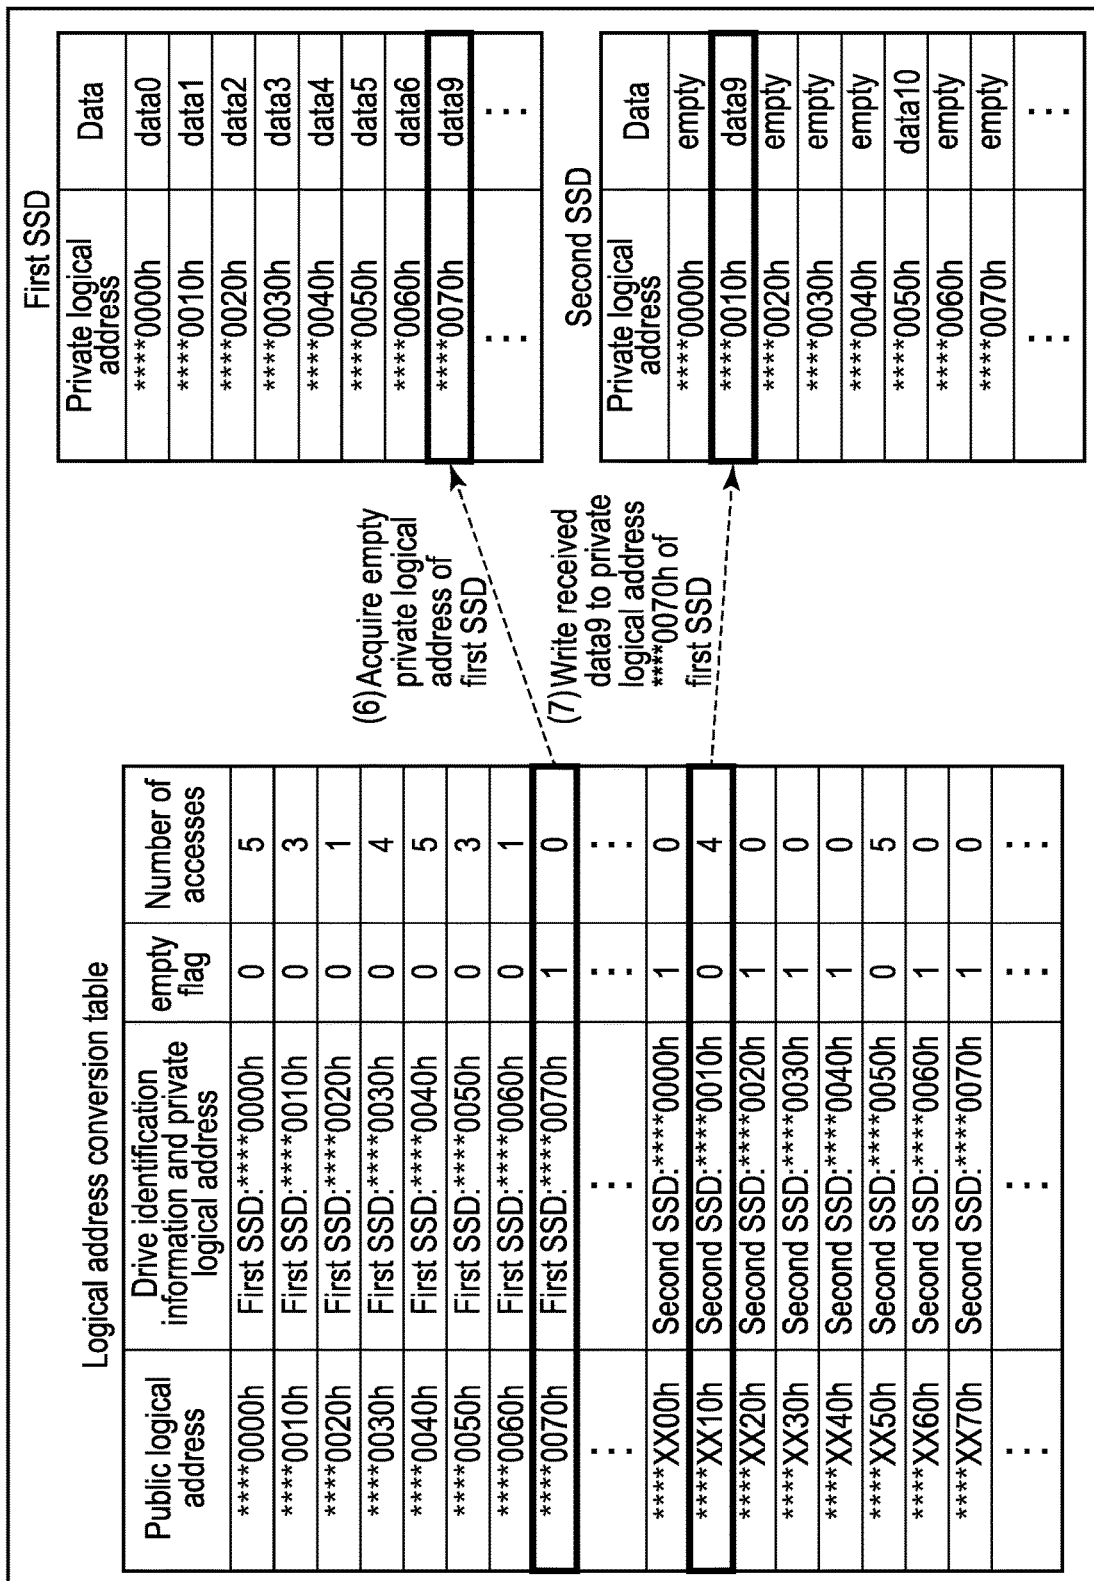 Logical address conversion table
Public logical address | Drive identification information and private logical address | empty flag | Number of accesses
****0000h | First SSD:****0000h | 0 | 5
****0010h | First SSD:****0010h | 0 | 3
****0020h | First SSD:****0020h | 0 | 1
****0030h | First SSD:****0030h | 0 | 4
****0040h | First SSD:****0040h | 0 | 5
****0050h | First SSD:****0050h | 0 | 3
****0060h | First SSD:****0060h | 0 | 1
****0070h | First SSD:****0070h | 1 | 0
... | ... | ... | ...
****XX00h | Second SSD:****0000h | 1 | 0
****XX10h | Second SSD:****0010h | 0 | 4
****XX20h | Second SSD:****0020h | 1 | 0
****XX30h | Second SSD:****0030h | 1 | 0
****XX40h | Second SSD:****0040h | 1 | 0
****XX50h | Second SSD:****0050h | 0 | 5
****XX60h | Second SSD:****0060h | 1 | 0
****XX70h | Second SSD:****0070h | 1 | 0
... | ... | ... | ...
(6)Acquire empty
private logical
address of
first SSD
(7)Write received
data9 to private
logical address
****0070h of
first SSD
First SSD
Private logical address | Data
****0000h | data0
****0010h | data1
****0020h | data2
****0030h | data3
****0040h | data4
****0050h | data5
****0060h | data6
****0070h | data9
... | ...
Second SSD
Private logical address | Data
****0000h | empty
****0010h | data9
****0020h | empty
****0030h | empty
****0040h | empty
****0050h | data10
****0060h | empty
****0070h | empty
... | ...